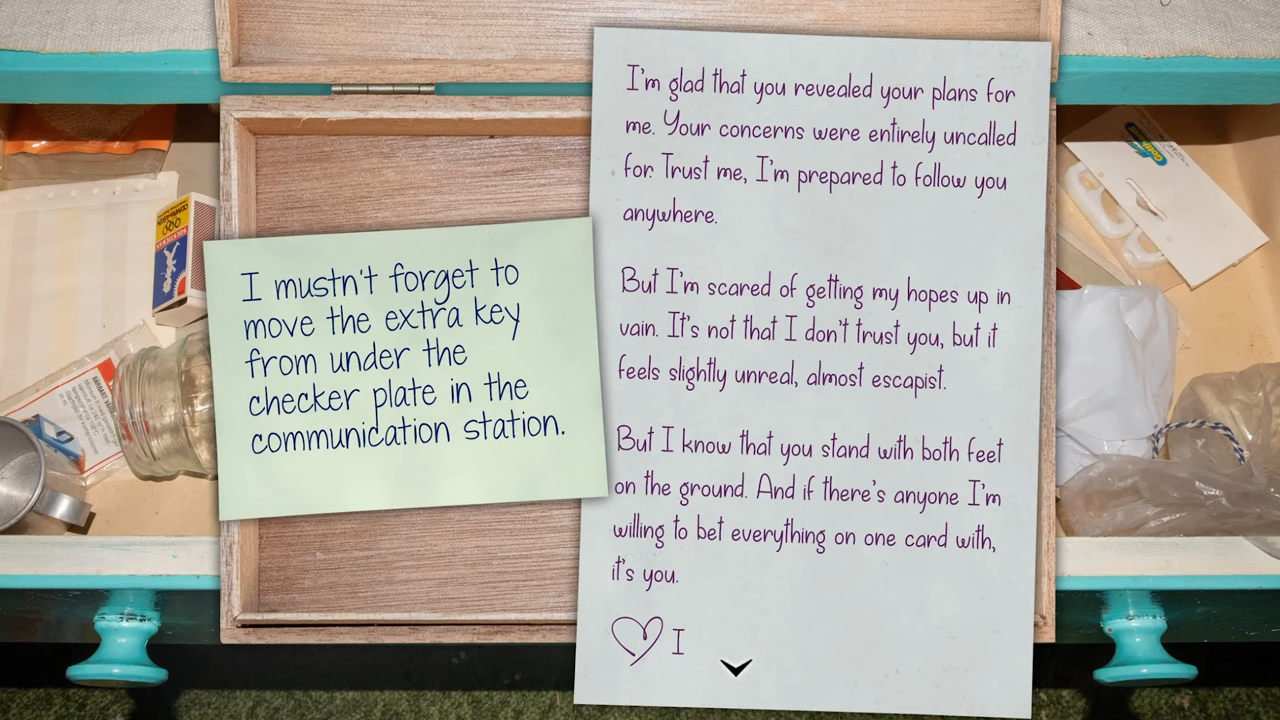 I mustn't forget to
move the extra key
from under the
checker plate in the
communication station.
I'm glad that you revealed your plans for
me. Your concerns were entirely uncalled
for. Trust me, I'm prepared to follow you
anywhere.
But I'm scared of getting my hopes up in
vain. It's not that I don't trust you, but it
feels slightly unreal, almost escapist.
But I know that you stand with both feet
on the ground. And if there's anyone I'm
willing to bet everything on one card with,
it's you.
I